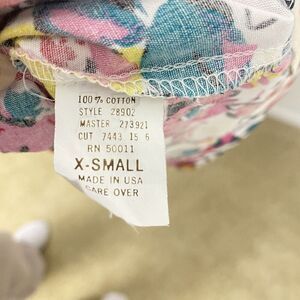 100% COTTON
STYLE 28902
MASTER 273921
CUT 7443 15 6
RN 50011
X-SMALL
MADE IN USA
CARE OVER